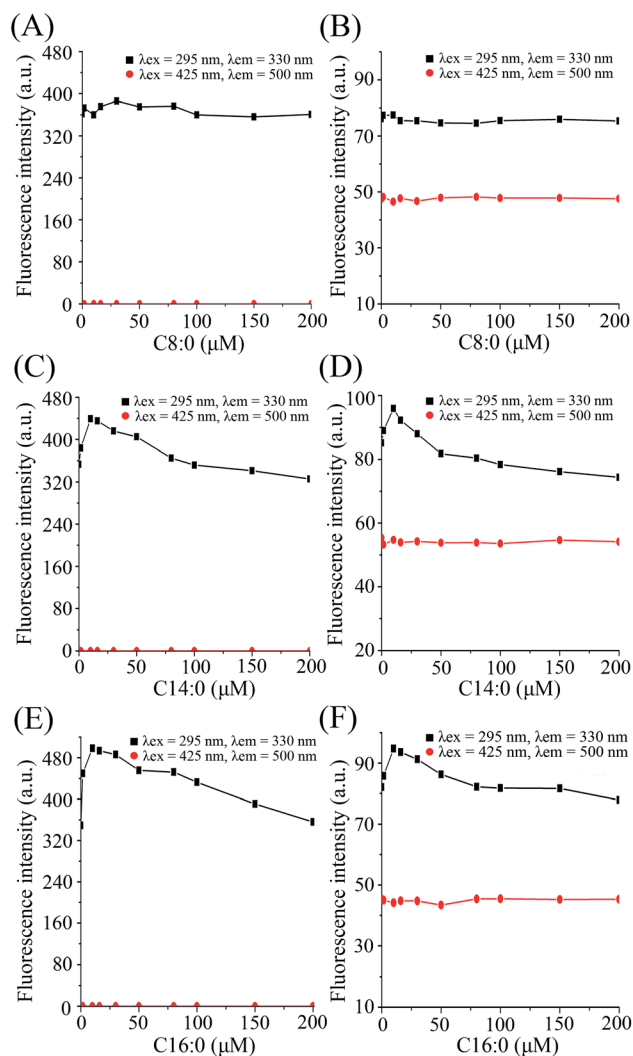 (A)
λex = 295 nm, λem = 330 nm
λex = 425 nm, λem = 500 nm
Fluorescence intensity (a.u.)
480
420
360
300
240
180
120
60
0
0 50 100 150 200
C8:0 (μM)
(B)
λex = 295 nm, λem = 330 nm
λex = 425 nm, λem = 500 nm
Fluorescence intensity (a.u.)
90
70
50
30
10
0 50 100 150 200
C8:0 (μM)
(C)
λex = 295 nm, λem = 330 nm
λex = 425 nm, λem = 500 nm
Fluorescence intensity (a.u.)
480
400
320
240
160
80
0
0 50 100 150 200
C14:0 (μM)
(D)
λex = 295 nm, λem = 330 nm
λex = 425 nm, λem = 500 nm
Fluorescence intensity (a.u.)
100
80
60
40
20
0 50 100 150 200
C14:0 (μM)
(E)
λex = 295 nm, λem = 330 nm
λex = 425 nm, λem = 500 nm
Fluorescence intensity (a.u.)
480
400
320
240
160
80
0
0 50 100 150 200
C16:0 (μM)
(F)
λex = 295 nm, λem = 330 nm
λex = 425 nm, λem = 500 nm
Fluorescence intensity (a.u.)
90
70
50
30
10
0 50 100 150 200
C16:0 (μM)